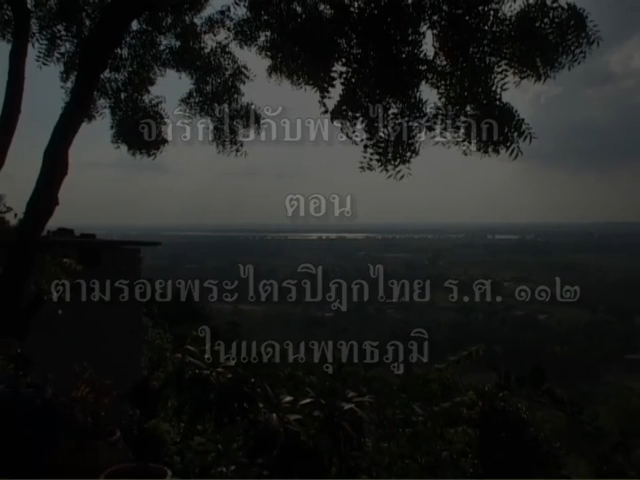 จาริกไปกับพระไตรปิฎก
ตอน
ตามรอยพระไตรปิฎกไทย ร.ศ. ๑๑๒
ในแดนพุทธภูมิ